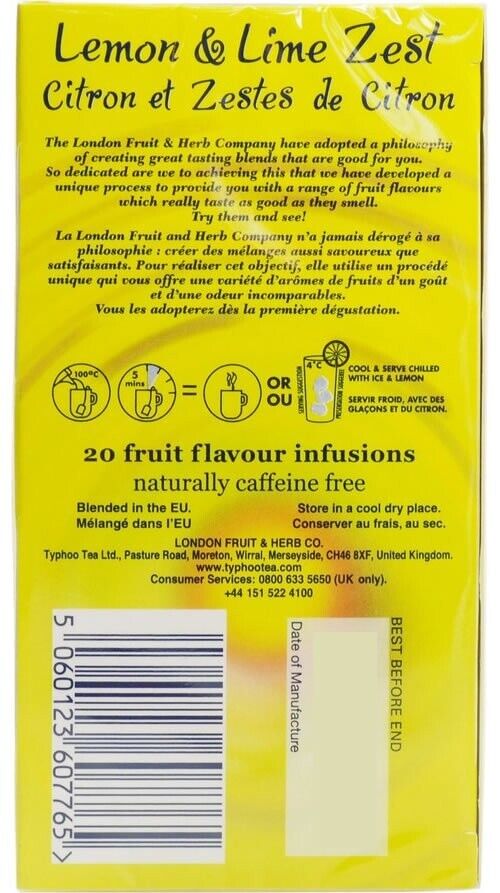 Lemon & Lime Zest
Citron et Zestes de Citron
The London Fruit & Herb Company have adopted a philosophy
of creating great tasting blends that are good for you.
So dedicated are we to achieving this that we have developed a
unique process to provide you with a range of fruit flavours
which really taste as good as they smell.
Try them and see!
La London Fruit and Herb Company n'a jamais dérogé à sa
philosophie : créer des mélanges aussi savoureux que
satisfaisants. Pour réaliser cet objectif, elle utilise un procédé
unique qui vous offre une variété d'arômes de fruits d'un goût
et d'une odeur incomparables.
Vous les adopterez dès la première dégustation.
100°C
5
mins
=
OR
OU
SERVING SUGGESTION
4°C
COOL & SERVE CHILLED
WITH ICE & LEMON
SERVIR FROID, AVEC DES
GLAÇONS ET DU CITRON.
20 fruit flavour infusions
naturally caffeine free
Blended in the EU.
Mélangé dans l'EU
Store in a cool dry place.
Conserver au frais, au sec.
LONDON FRUIT & HERB CO.
Typhoo Tea Ltd., Pasture Road, Moreton, Wirral, Merseyside, CH46 8XF, United Kingdom.
www.typhootea.com
Consumer Services: 0800 633 5650 (UK only).
+44 151 522 4100
5 060123 607765 >
Date of Manufacture
BEST BEFORE END